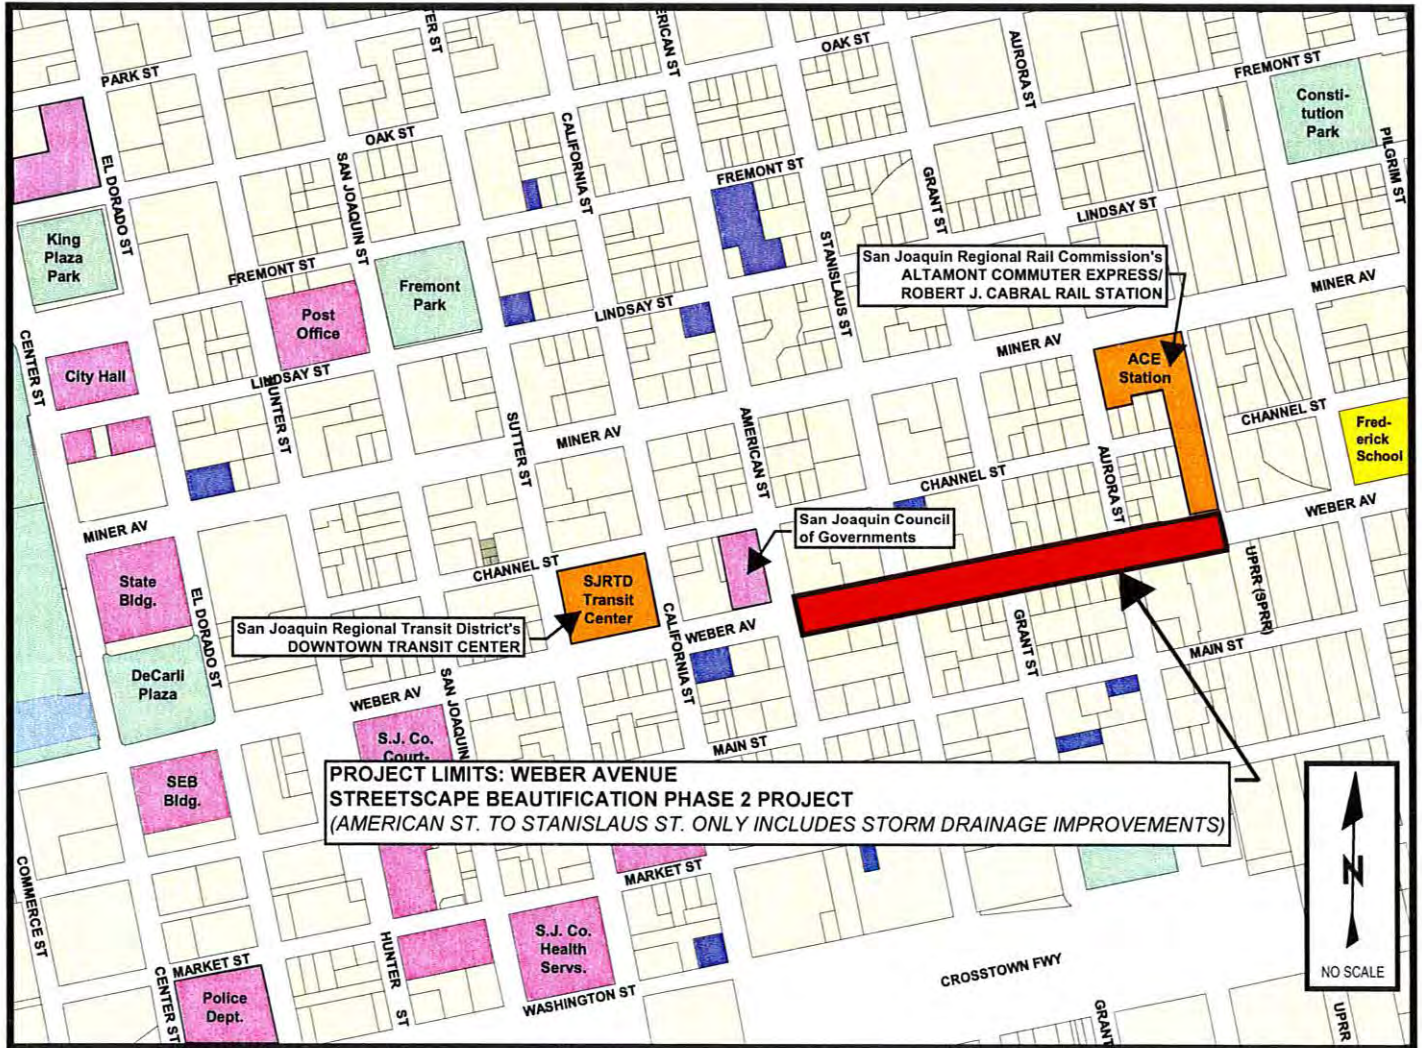 PARK ST
TER ST
ERICAN ST
OAK ST
AURORA ST
FREMONT ST
Consti-
tution
Park
PILGRIM ST
OAK ST
CALIFORNIA ST
FREMONT ST
GRANT ST
LINDSAY ST
EL DORADO ST
SAN JOAQUIN ST
King
Plaza
Park
FREMONT ST
Fremont
Park
STANISLAUS ST
San Joaquin Regional Rail Commission's
ALTAMONT COMMUTER EXPRESS/
ROBERT J. CABRAL RAIL STATION
MINER AV
Post
Office
LINDSAY ST
MINER AV
CENTER ST
City Hall
LINDSAY ST
HUNTER ST
ACE
Station
SUTTER ST
MINER AV
AMERICAN ST
CHANNEL ST
Fred-
erick
School
CHANNEL ST
AURORA ST
WEBER AV
MINER AV
San Joaquin Council
of Governments
State
Bldg.
EL DORADO ST
CHANNEL ST
SJRTD
Transit
Center
CALIFORNIA ST
WEBER AV
UPRR (SPRR)
San Joaquin Regional Transit District's
DOWNTOWN TRANSIT CENTER
GRANT ST
MAIN ST
DeCarli
Plaza
WEBER AV
SAN JOAQUIN
S.J. Co.
Court-
MAIN ST
SEB
Bldg.
PROJECT LIMITS: WEBER AVENUE
STREETSCAPE BEAUTIFICATION PHASE 2 PROJECT
(AMERICAN ST. TO STANISLAUS ST. ONLY INCLUDES STORM DRAINAGE IMPROVEMENTS)
COMMERCE ST
MARKET ST
N
NO SCALE
S.J. Co.
Health
Servs.
HUNTER ST
MARKET ST
CENTER ST
Police
Dept.
WASHINGTON ST
CROSSTOWN FWY
GRANT
UPRR